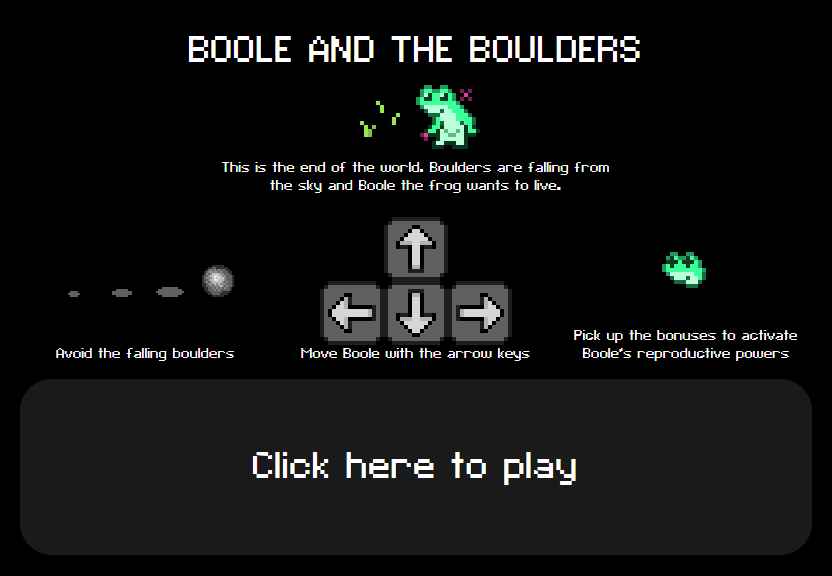 BOOLE AND THE BOULDERS
This is the end of the world. Boulders are falling from
the sky and Boole the frog wants to live.
Avoid the falling boulders
Move Boole with the arrow keys
Pick up the bonuses to activate
Boole's reproductive powers
Click here to play